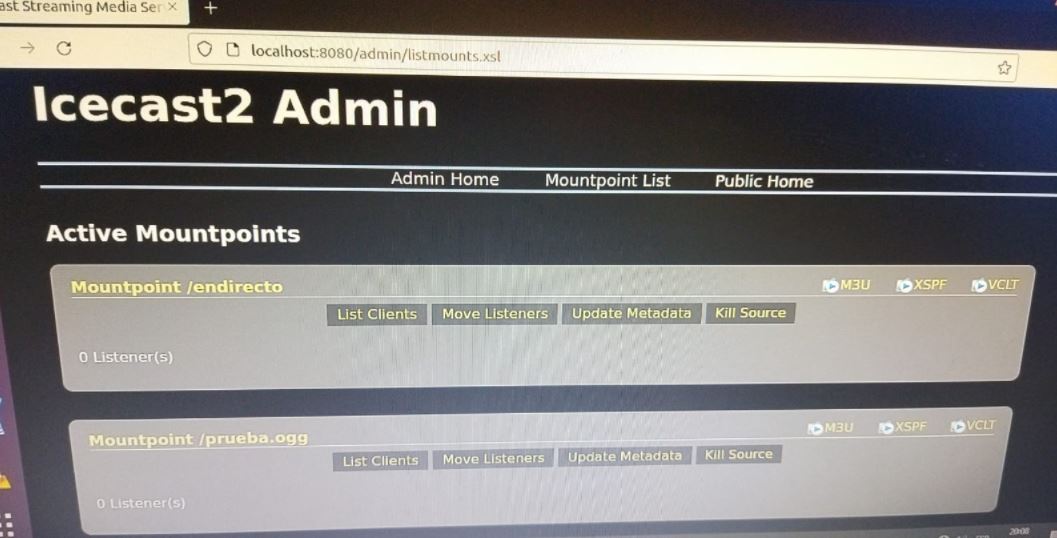 ast Streaming Media Ser ×
localhost:8080/admin/listmounts.xsl
Icecast2 Admin
Admin Home Mountpoint List Public Home
Active Mountpoints
Mountpoint /endirecto M3U XSPF VCLT
List Clients Move Listeners Update Metadata Kill Source
0 Listener(s)
Mountpoint /prueba.ogg M3U XSPF VCLT
List Clients Move Listeners Update Metadata Kill Source
0 Listener(s)
20:08